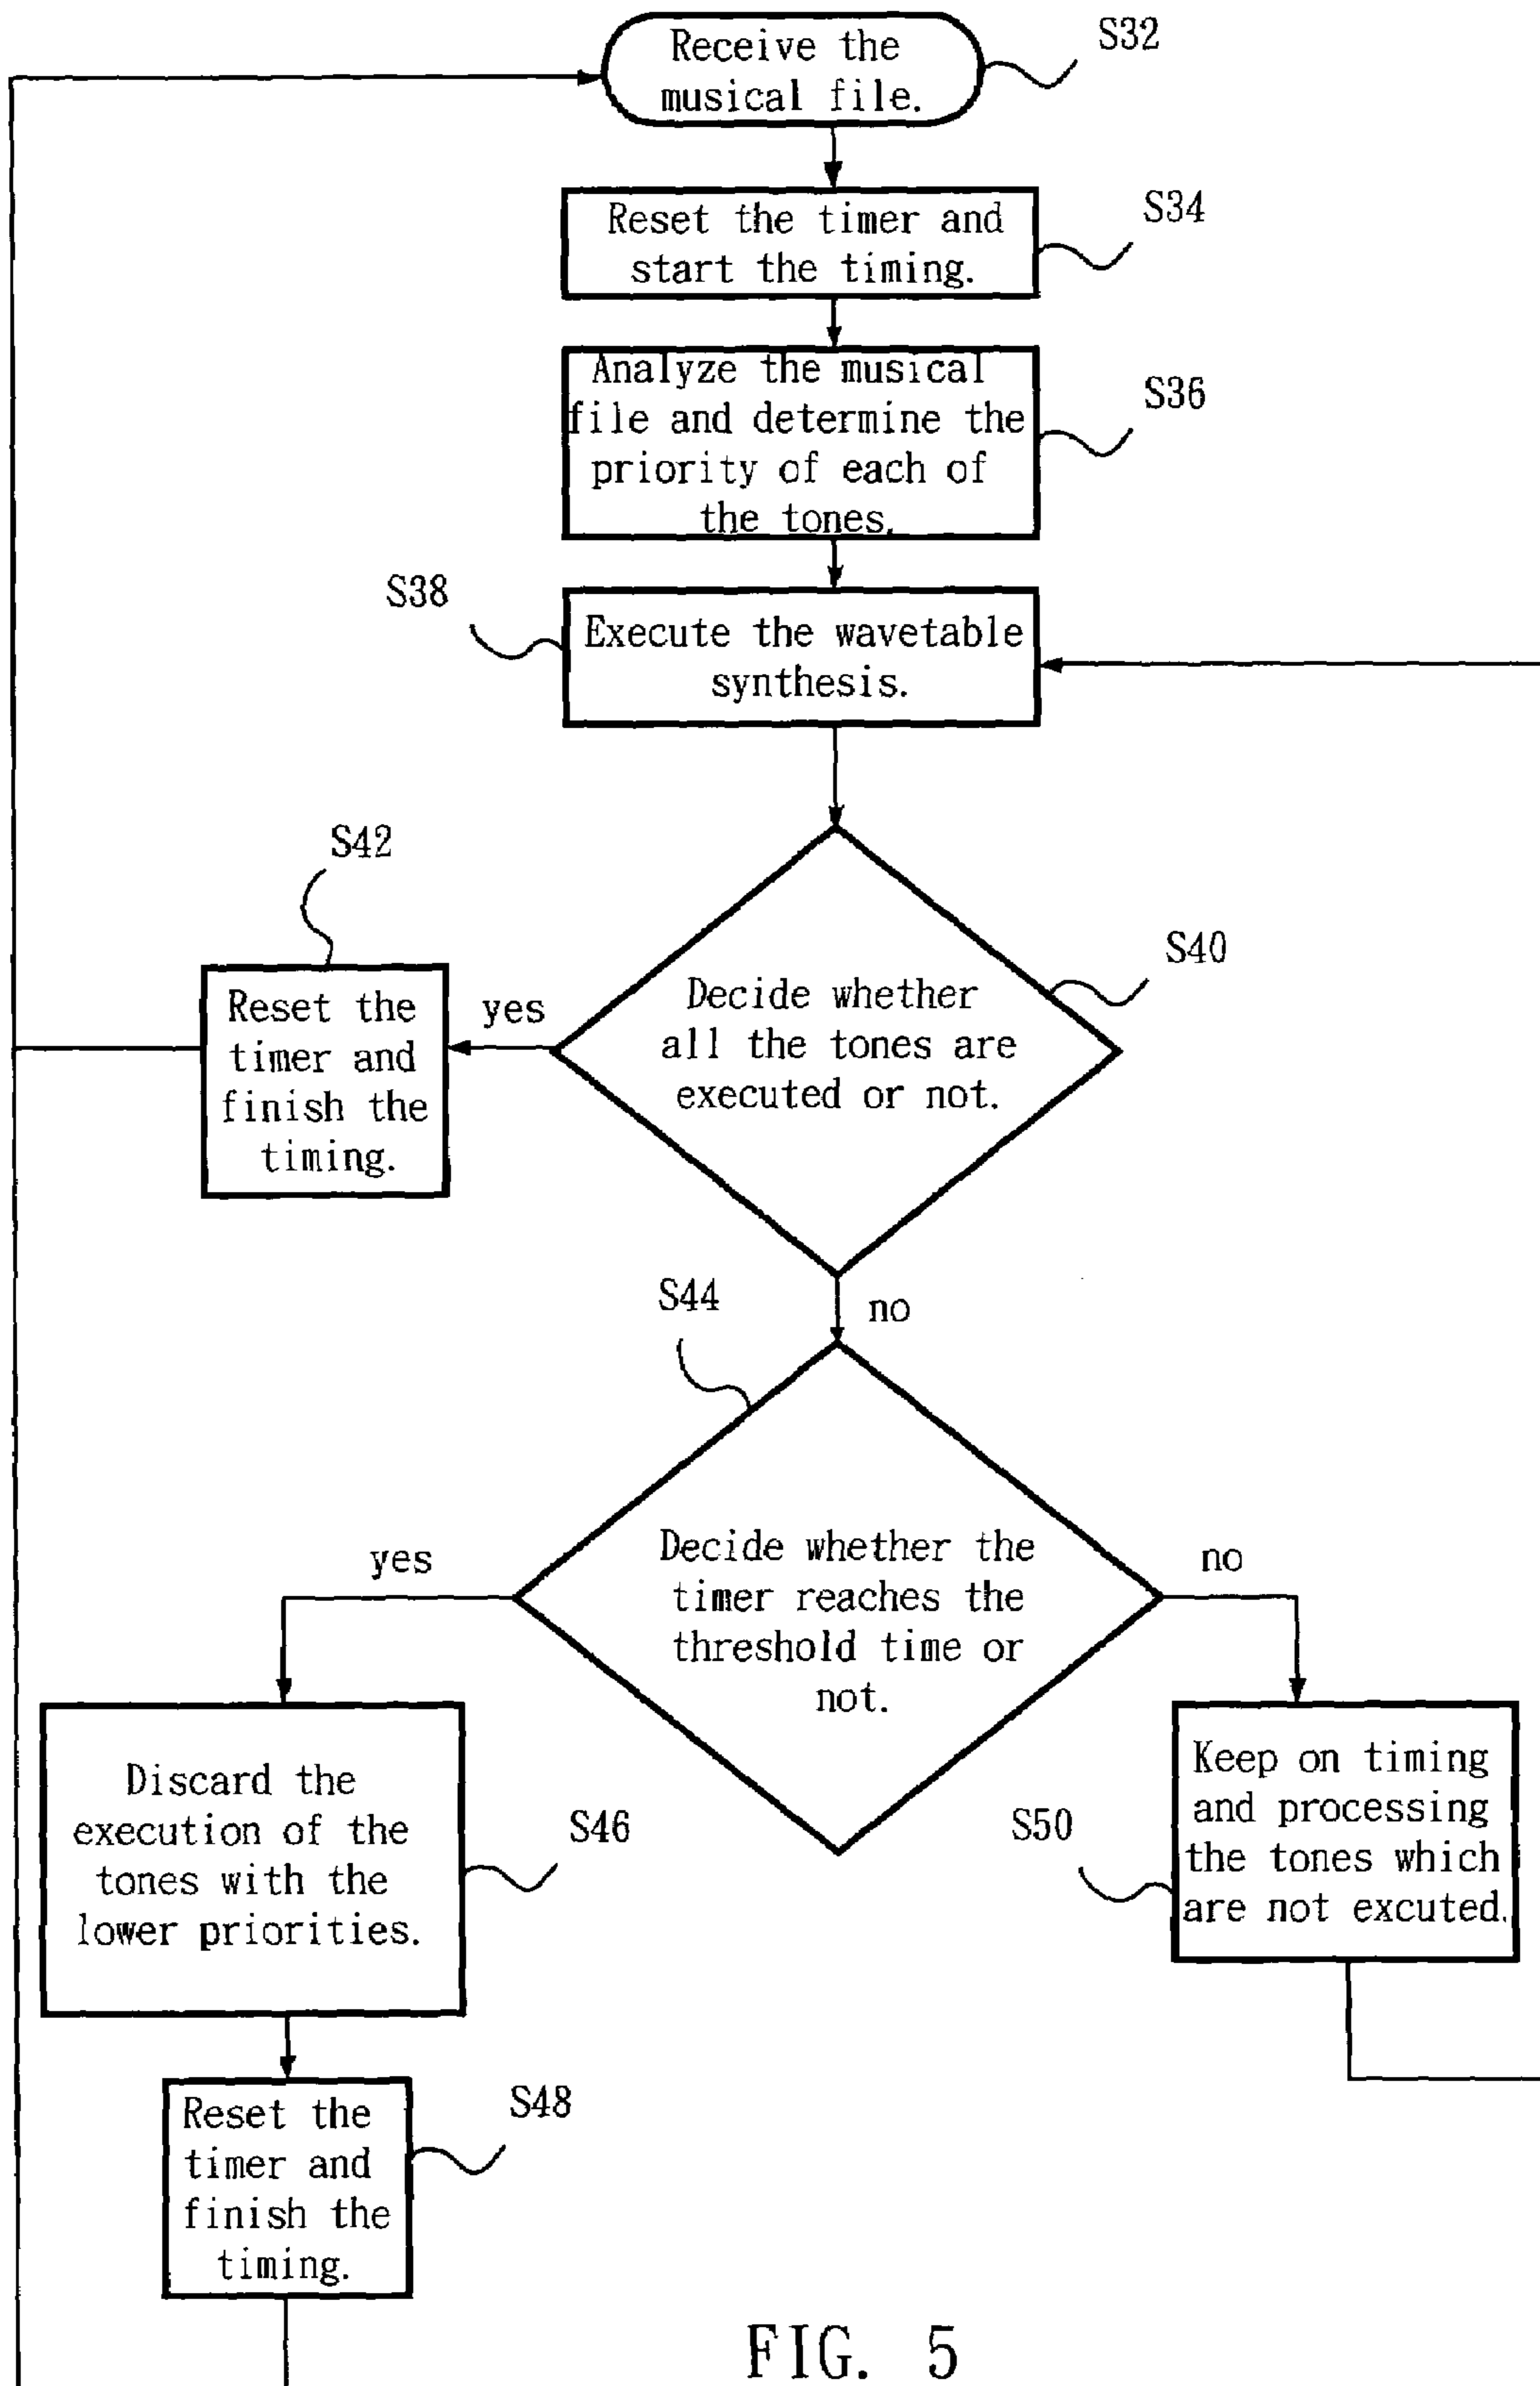 Receive the
musical file.
S32
Reset the timer and
start the timing.
S34
Analyze the musical
file and determine the
priority of each of
the tones.
S36
S38
Execute the wavetable
synthesis.
S42
Reset the
timer and
finish the
timing.
yes
Decide whether
all the tones are
executed or not.
S40
S44
no
yes
Decide whether the
timer reaches the
threshold time or
not.
no
Discard the
execution of the
tones with the
lower priorities.
S46
S50
Keep on timing
and processing
the tones which
are not excuted.
Reset the
timer and
finish the
timing.
S48
FIG. 5